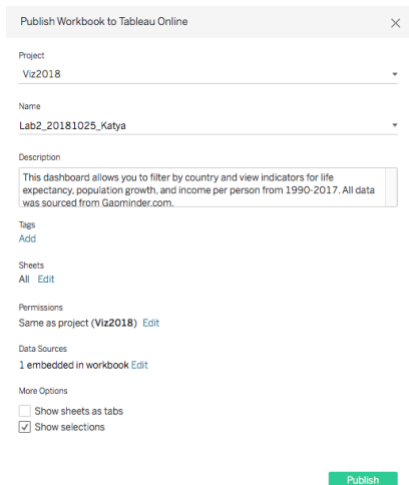 Publish Workbook to Tableau Online
Project
Viz2018
Name
Lab2_20181025_Katya
Description
This dashboard allows you to filter by country and view indicators for life
expectancy, population growth, and income per person from 1990-2017. All data
was sourced from Gapminder.com.
Tags
Add
Sheets
All Edit
Permissions
Same as project (Viz2018) Edit
Data Sources
1 embedded in workbook Edit
More Options
Show sheets as tabs
Show selections
Publish